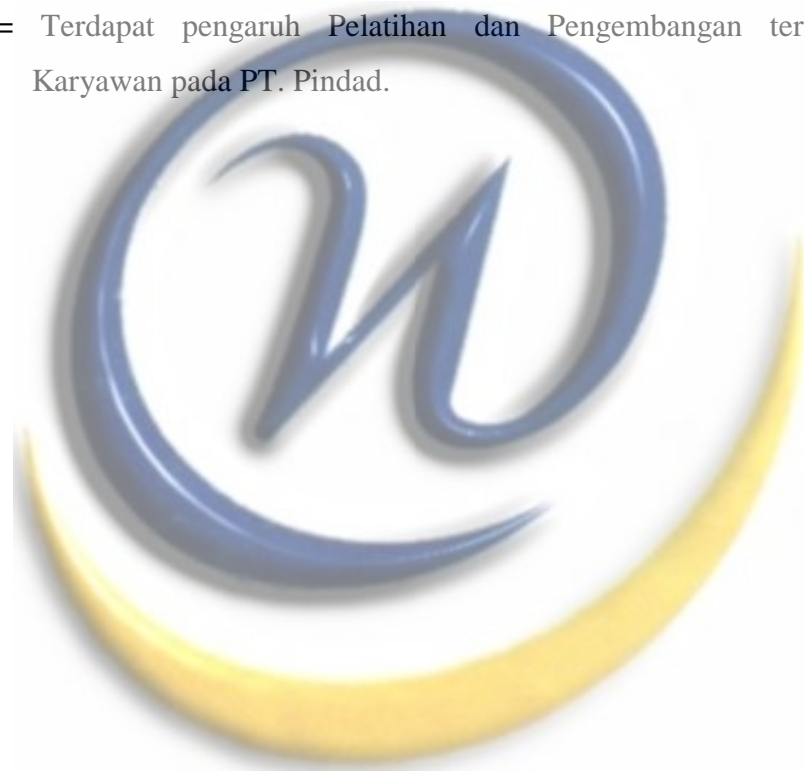 = Terdapat pengaruh Pelatihan dan Pengembangan ter
Karyawan pada PT. Pindad.